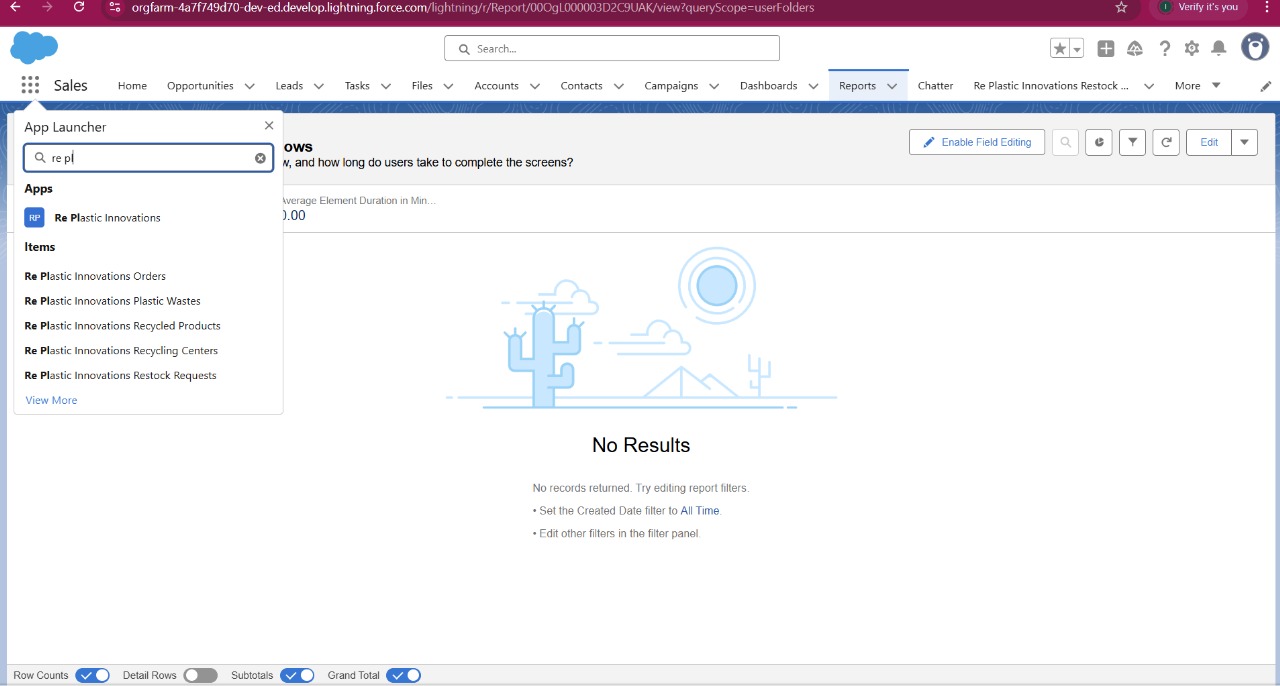 orgfarm-4a7f749d70-dev-ed.develop.lightning.force.com/lightning/r/Report/00OgL000003D2C9UAK/view?queryScope=userFolders
Verify it's you
Search...
Sales
Home
Opportunities
Leads
Tasks
Files
Accounts
Contacts
Campaigns
Dashboards
Reports
Chatter
Re Plastic Innovations Restock ...
More
App Launcher
re pl
Apps
RP
Re Plastic Innovations
Items
Re Plastic Innovations Orders
Re Plastic Innovations Plastic Wastes
Re Plastic Innovations Recycled Products
Re Plastic Innovations Recycling Centers
Re Plastic Innovations Restock Requests
View More
ows
w, and how long do users take to complete the screens?
Enable Field Editing
Edit
Average Element Duration in Min...
0.00
No Results
No records returned. Try editing report filters.
• Set the Created Date filter to All Time.
• Edit other filters in the filter panel.
Row Counts
Detail Rows
Subtotals
Grand Total